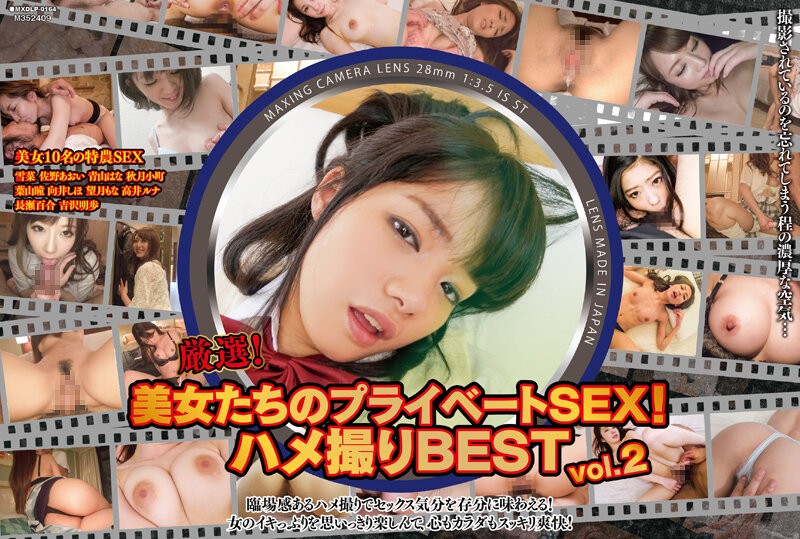 ●MXDLP-0164
M352409
MAXING CAMERA LENS 28mm 1:3.5 IS ST
LENS MADE IN JAPAN
撮影されているのを忘れてしまう程の濃厚な空気…
美女10名の特濃SEX
雪菜 佐野あおい 青山はな 秋月小町
葉山瞳 向井しほ 望月もな 高井ルナ
長瀬百合 吉沢明歩
厳選!
美女たちのプライベートSEX!
ハメ撮りBEST vol.2
臨場感あるハメ撮りでセックス気分を存分に味わえる!
女のイキっぷりを思いっきり楽しんで、心もカラダもスッキリ爽快!